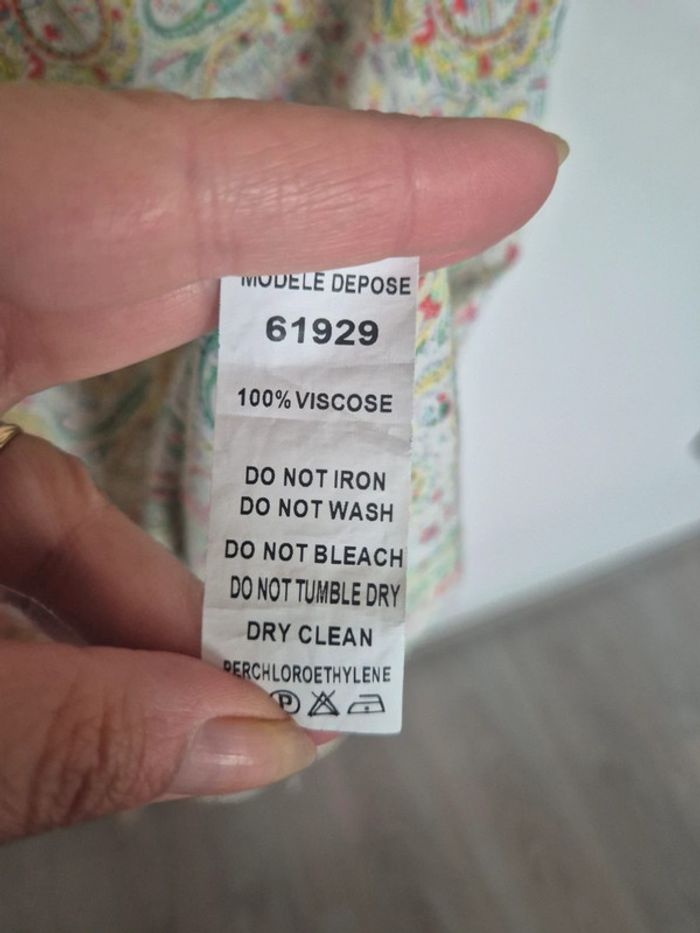 MODELE DEPOSE
61929
100% VISCOSE
DO NOT IRON
DO NOT WASH
DO NOT BLEACH
DO NOT TUMBLE DRY
DRY CLEAN
PERCHLOROETHYLENE
P